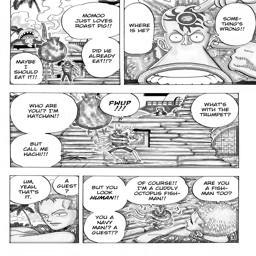 MOMOO
JUST LOVES
ROAST PIG!!
MAYBE I
SHOULD
EAT IT!!
DID HE
ALREADY
EAT IT!?
WHERE
IS HE?
SOME-
THING'S
WRONG!!
WHO ARE
YOU!? I'M
HATCHAN!!
BUT CALL
ME HACHI!!!
FWUP
!!!
WHAT'S
WITH THE
TRUMPET?
UM,
YEAH,
THAT'S
IT.
A
GUEST
?
BUT YOU
LOOK
HUMAN!!
YOU A
NAVY
MAN!? A
GUEST!?
OF COURSE!!
I'M A CUDDLY
OCTOPUS FISH-
MAN!!
ARE YOU
A FISH-
MAN
TOO?